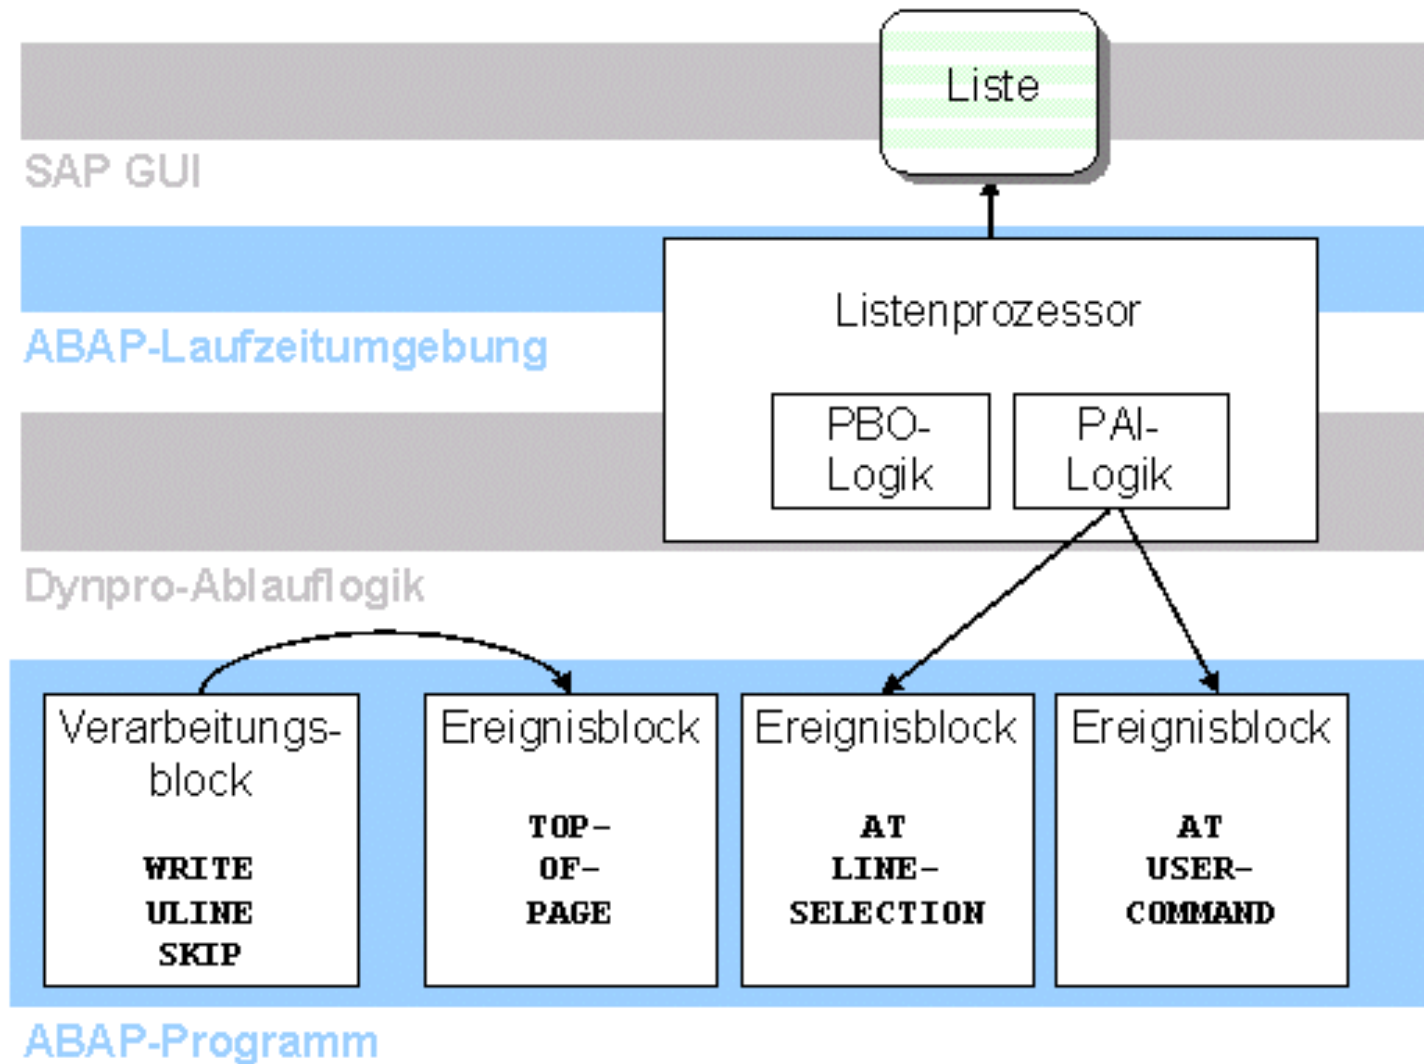 Liste
SAP GUI
Listenprozessor
ABAP-Laufzeitumgebung
PBO-
Logik
PAI-
Logik
Dynpro-Ablauflogik
Verarbeitungs-
block
WRITE
ULINE
SKIP
Ereignisblock
TOP-
OF-
PAGE
Ereignisblock
AT
LINE-
SELECTION
Ereignisblock
AT
USER-
COMMAND
ABAP-Programm